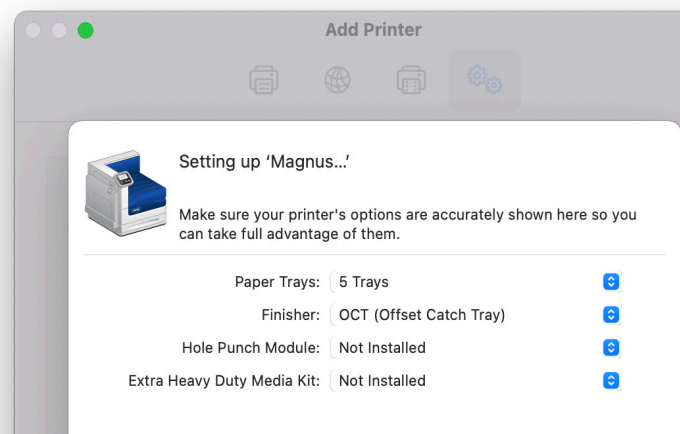 Add Printer
Setting up ‘Magnus...’
Make sure your printer's options are accurately shown here so you
can take full advantage of them.
Paper Trays: 5 Trays
Finisher: OCT (Offset Catch Tray)
Hole Punch Module: Not Installed
Extra Heavy Duty Media Kit: Not Installed